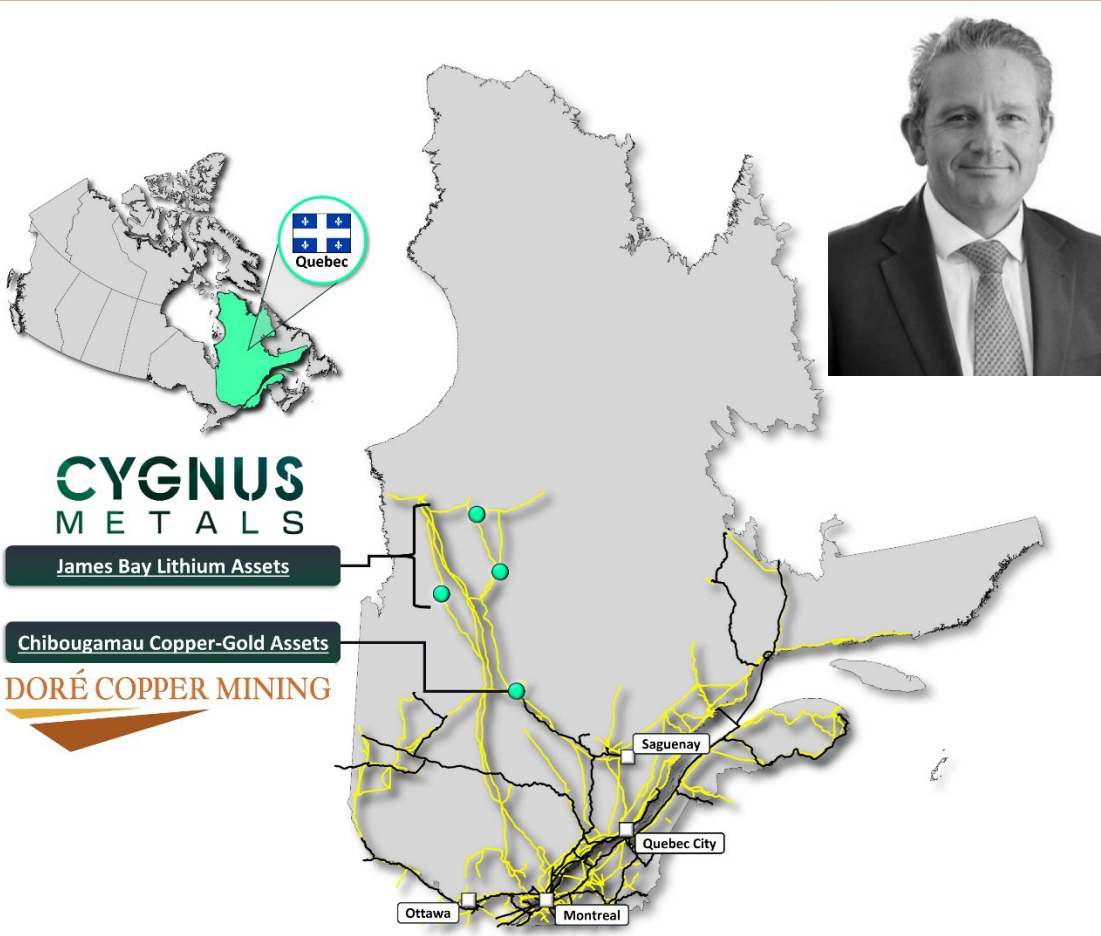 Quebec
CYGNUS
METALS
James Bay Lithium Assets
Chibougamau Copper-Gold Assets
DORÉ COPPER MINING
Saguenay
Quebec City
Ottawa
Montreal